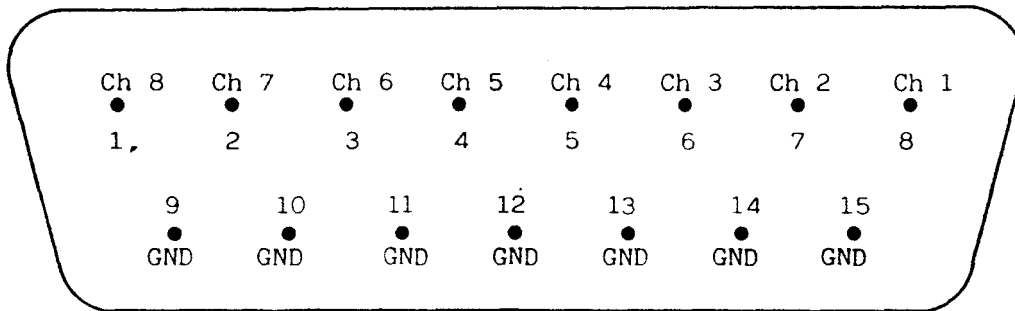 Ch 8 Ch 7 Ch 6 Ch 5 Ch 4 Ch 3 Ch 2 Ch 1
1, 2 3 4 5 6 7 8
9 10 11 12 13 14 15
GND GND GND GND GND GND GND